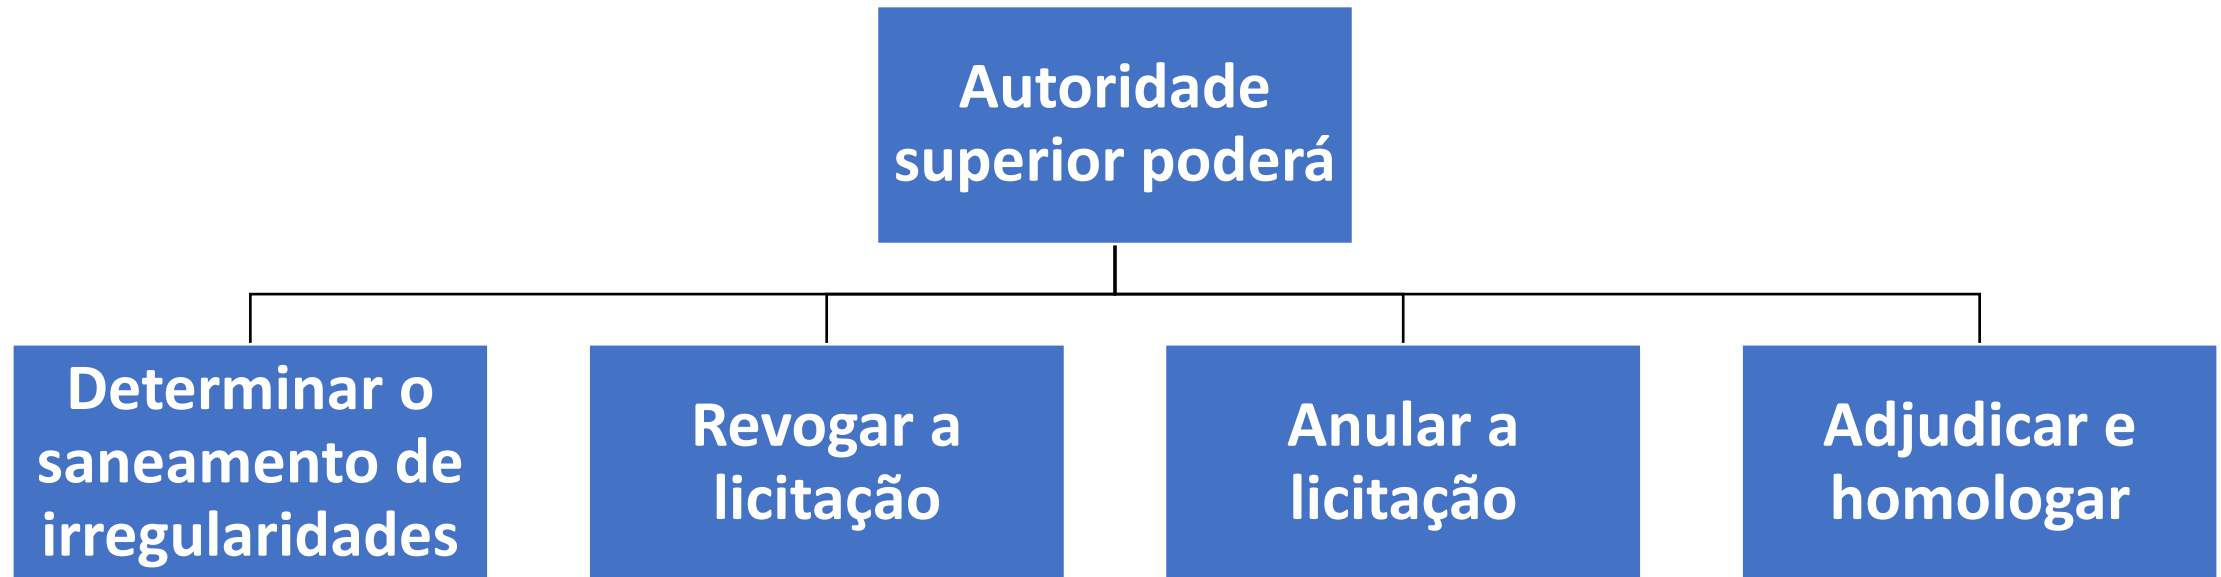 Autoridade
superior poderá
Determinar o
saneamento de
irregularidades
Revogar a
licitação
Anular a
licitação
Adjudicar e
homologar